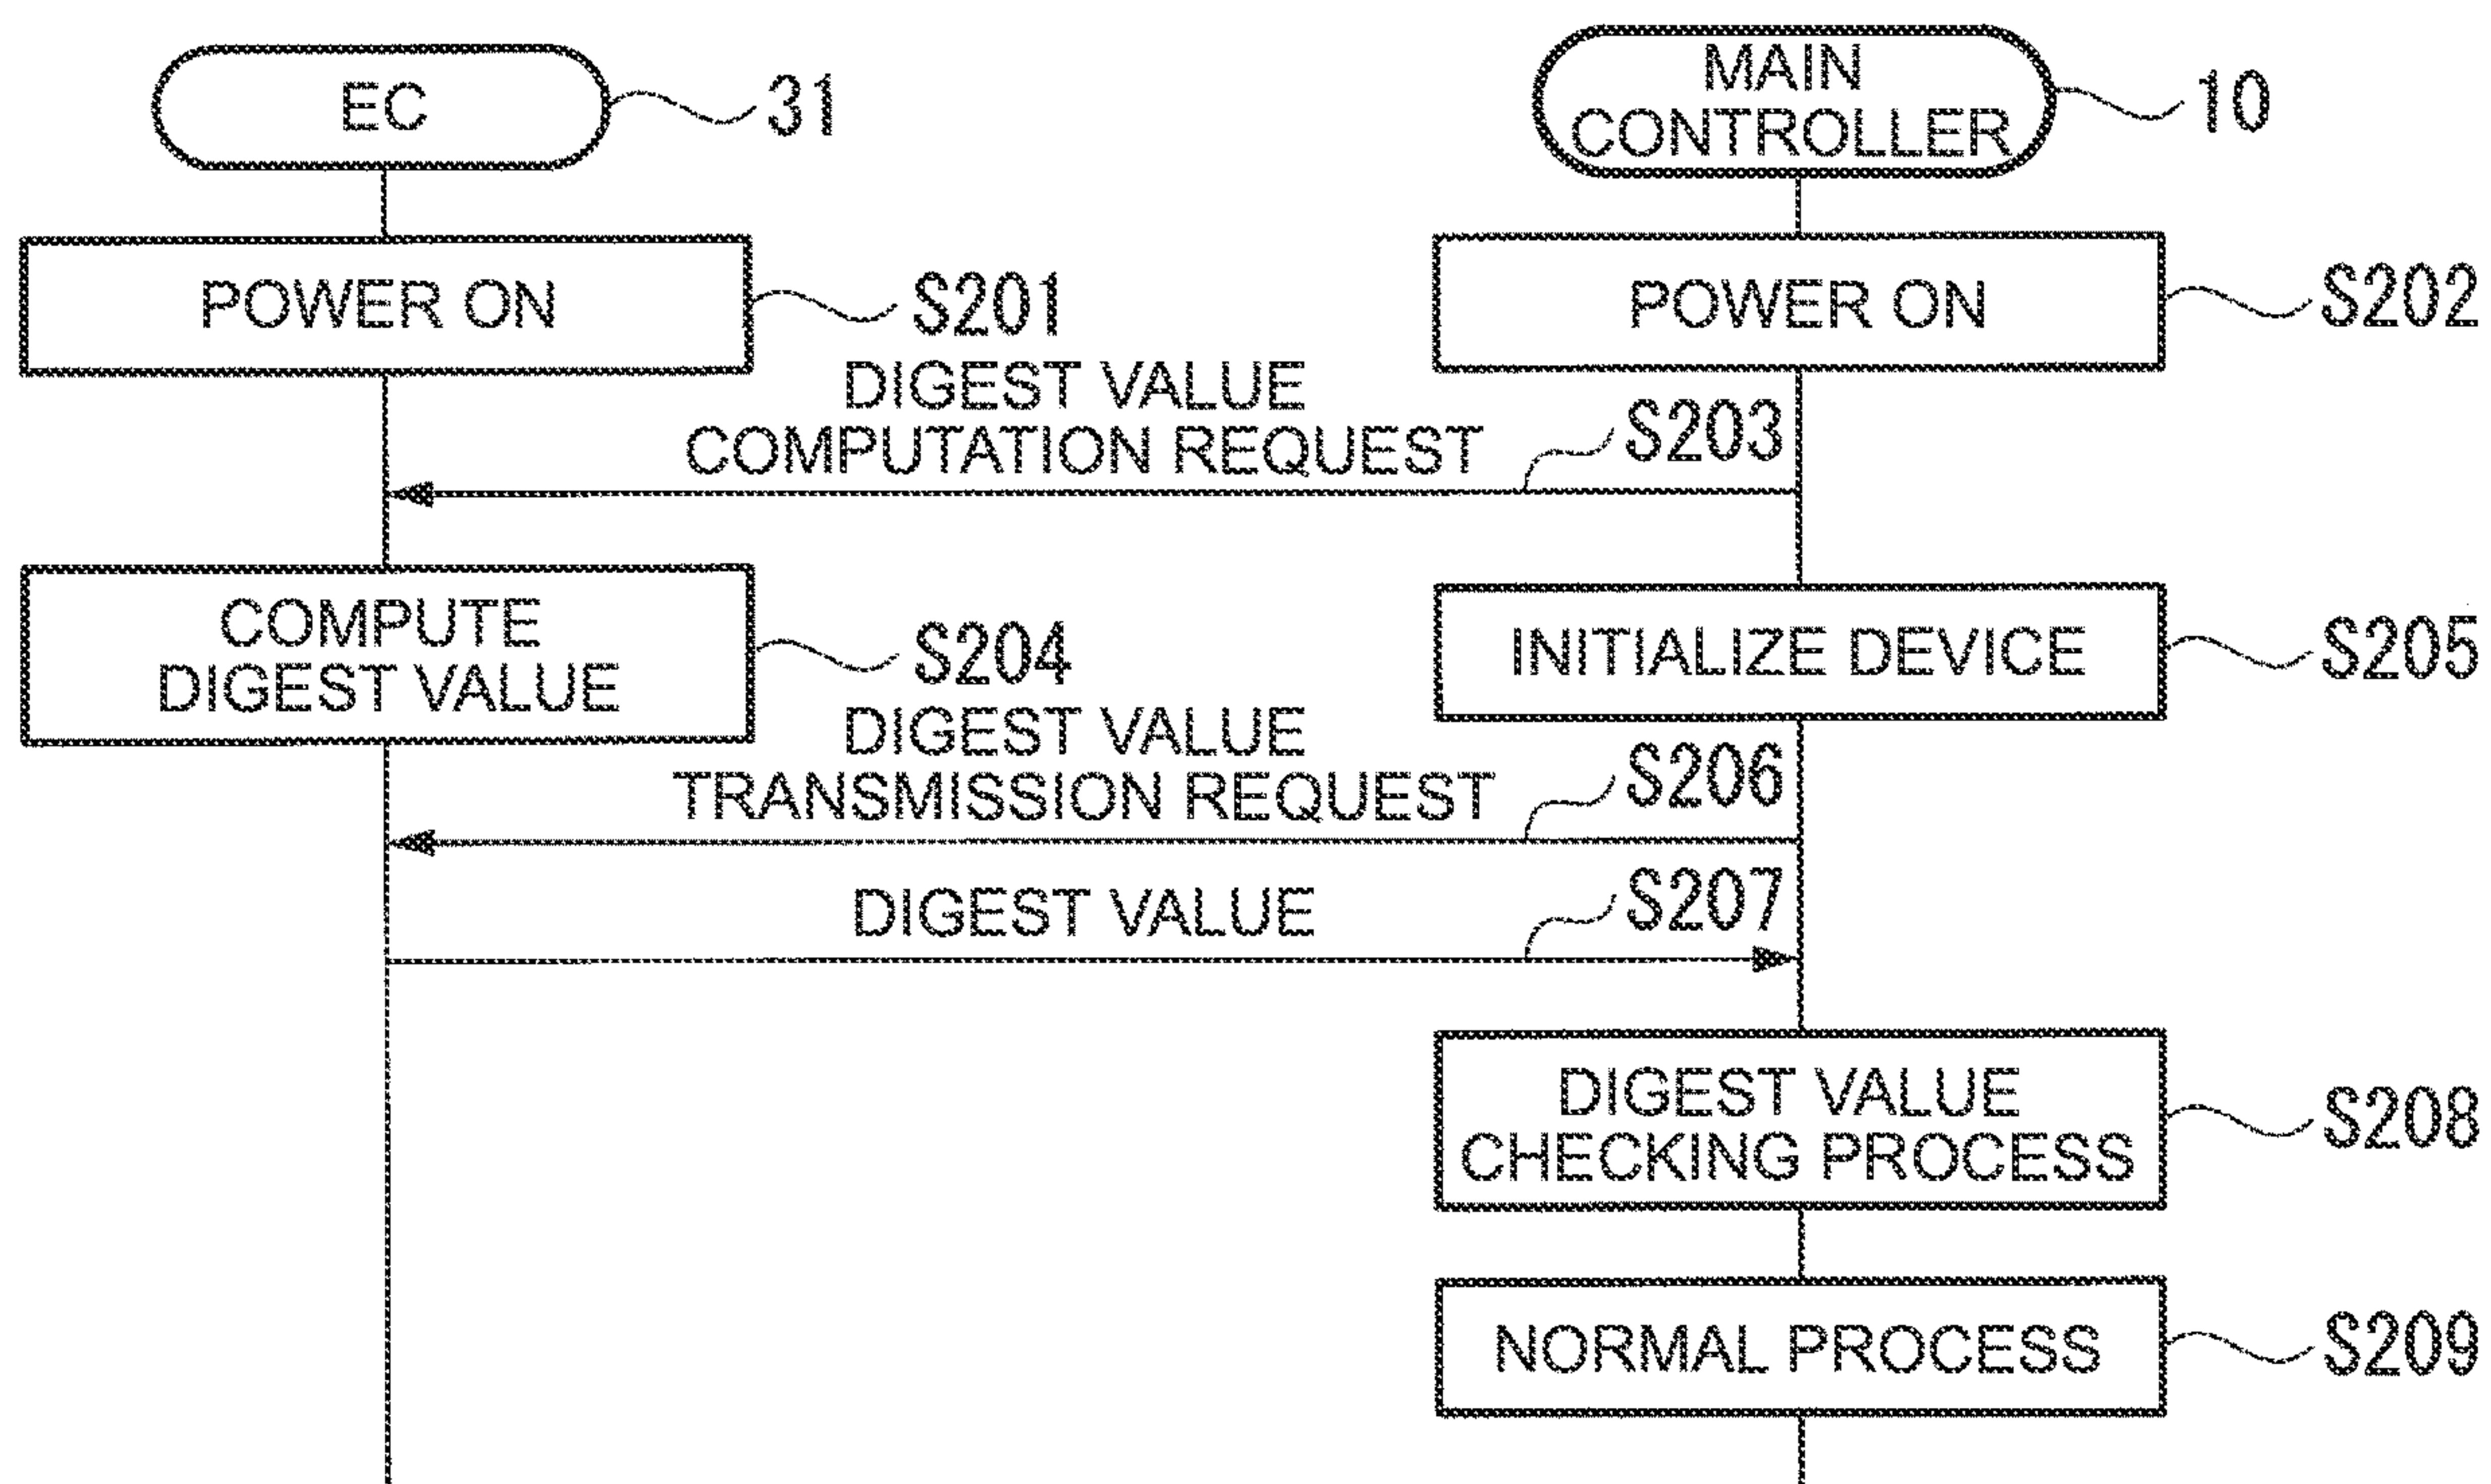 EC
31
MAIN
CONTROLLER
10
POWER ON
S201
POWER ON
S202
DIGEST VALUE
COMPUTATION REQUEST
S203
COMPUTE
DIGEST VALUE
S204
INITIALIZE DEVICE
S205
DIGEST VALUE
TRANSMISSION REQUEST
S206
DIGEST VALUE
S207
DIGEST VALUE
CHECKING PROCESS
S208
NORMAL PROCESS
S209